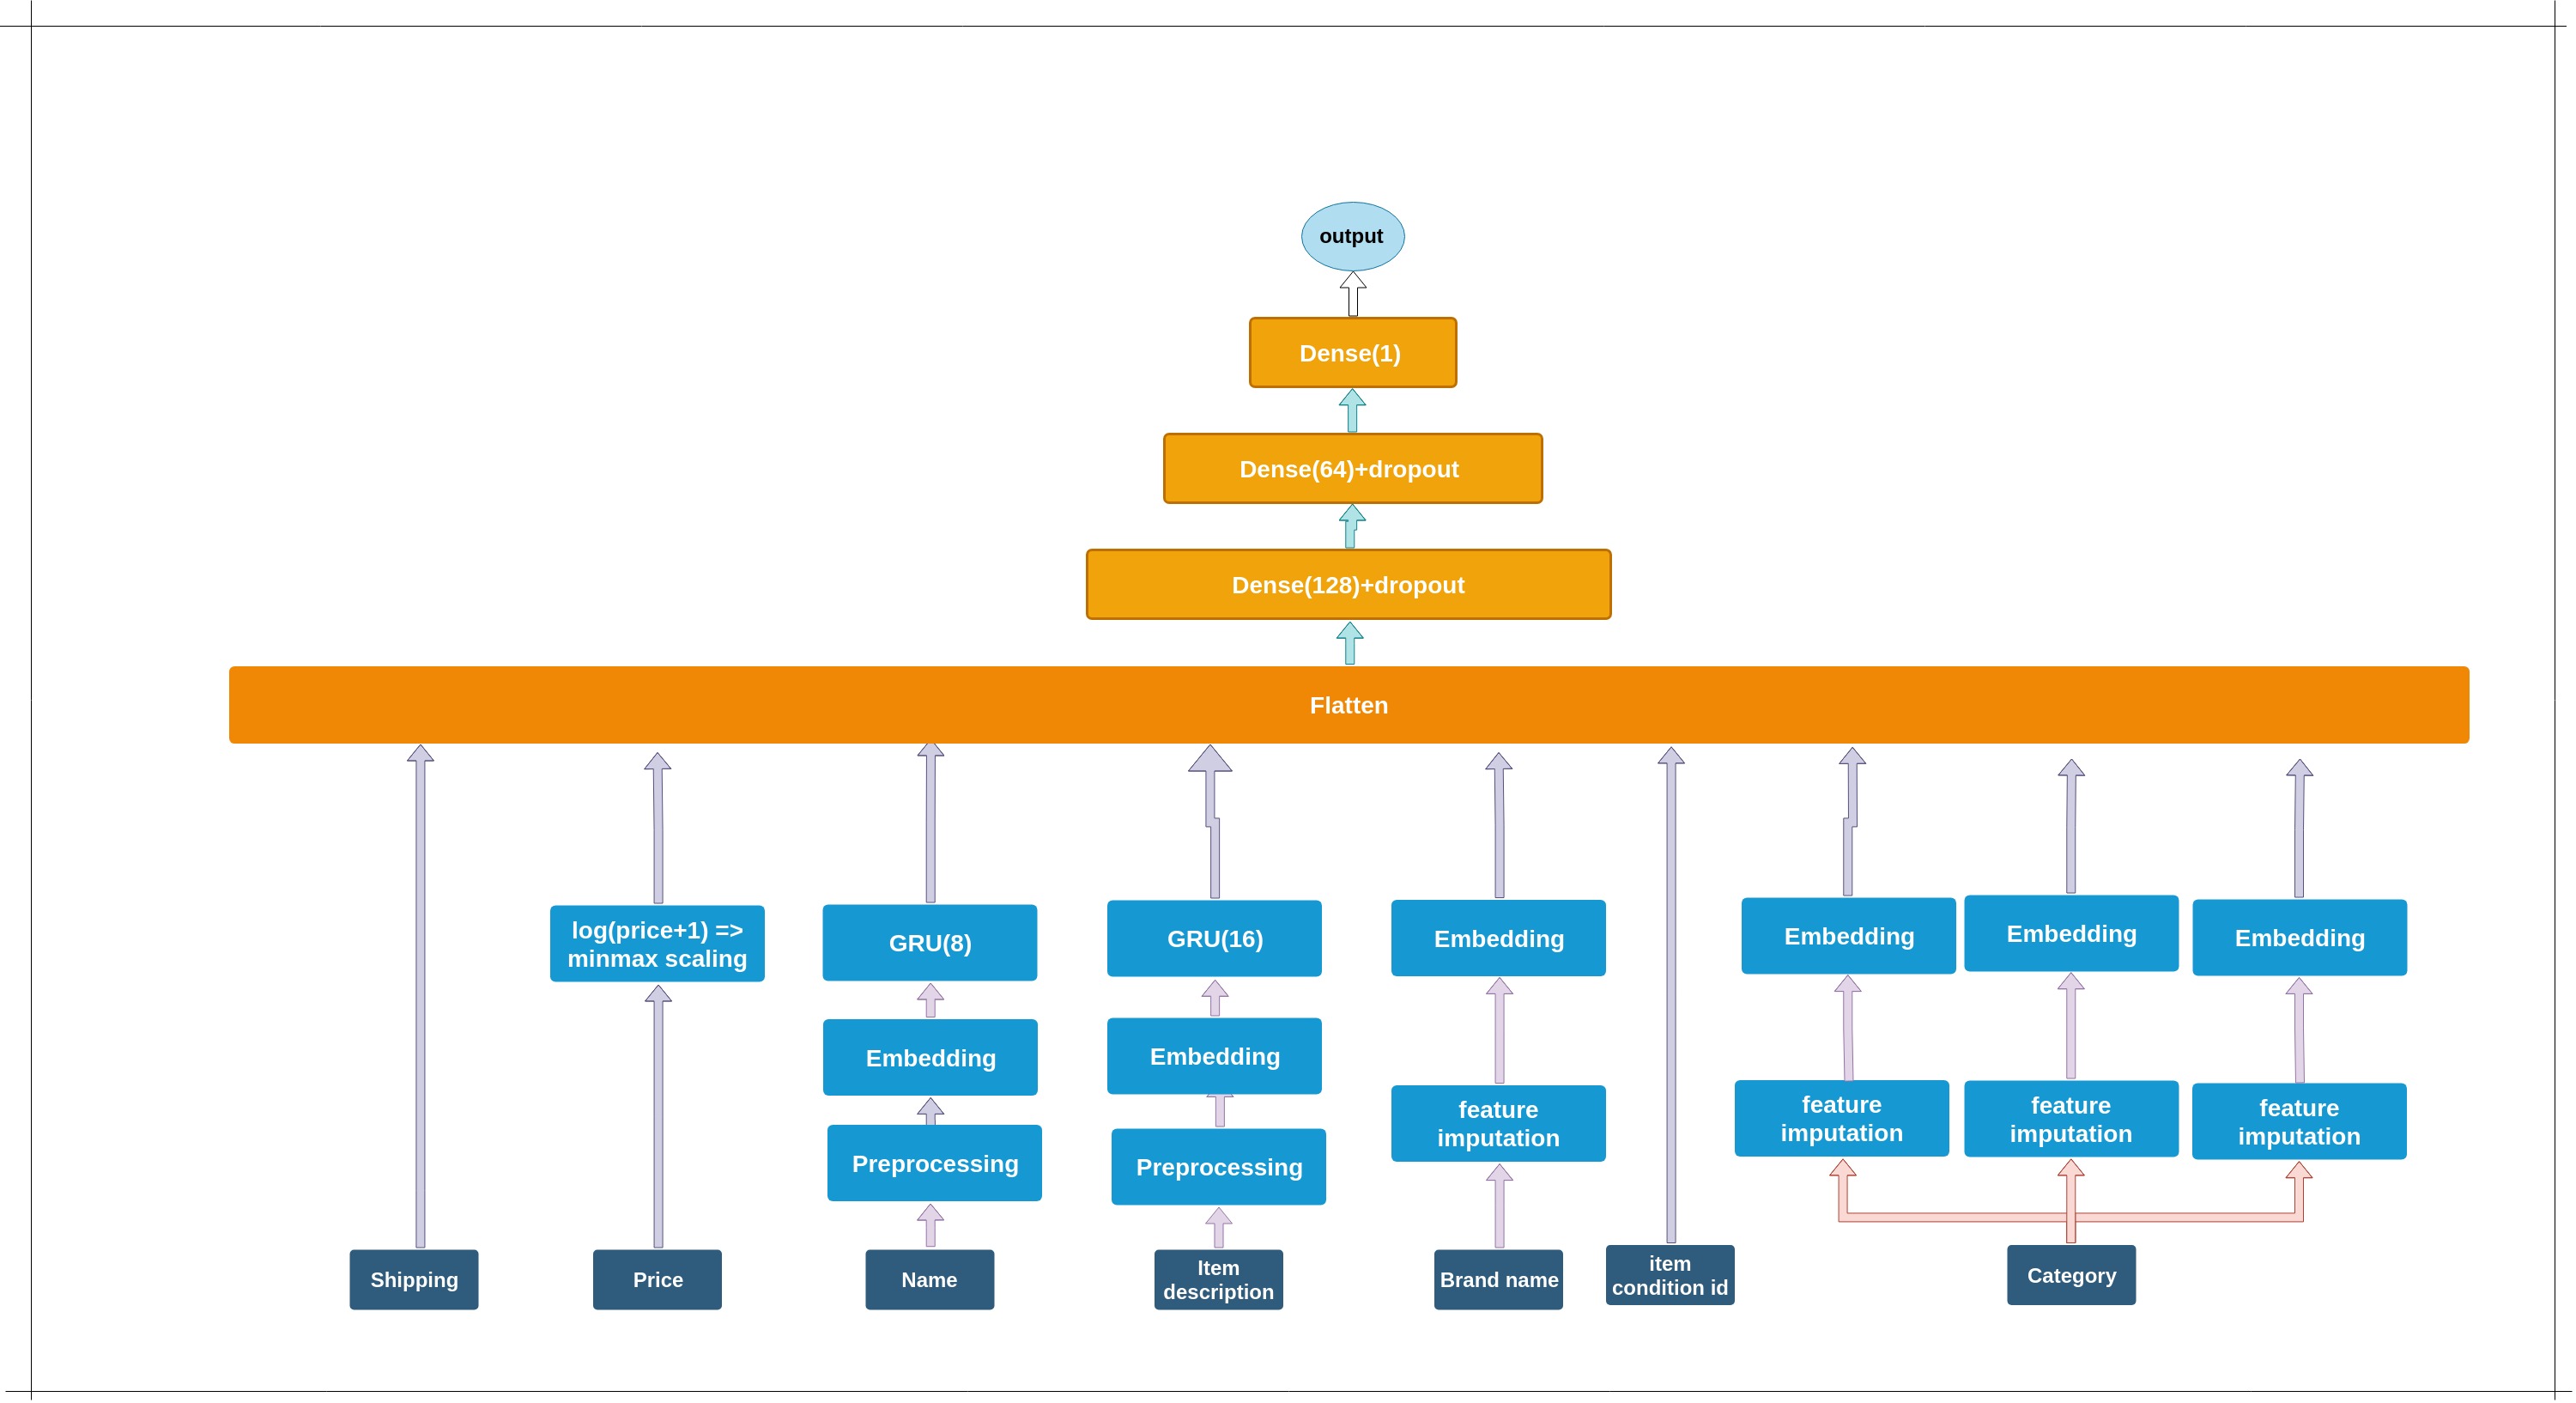 output
Dense(1)
Dense(64)+dropout
Dense(128)+dropout
Flatten
log(price+1) =>
minmax scaling
GRU(8)
GRU(16)
Embedding
Embedding
Embedding
Embedding
Embedding
Embedding
feature
imputation
feature
imputation
feature
imputation
feature
imputation
Preprocessing
Preprocessing
Shipping
Price
Name
Item
description
Brand name
item
condition id
Category